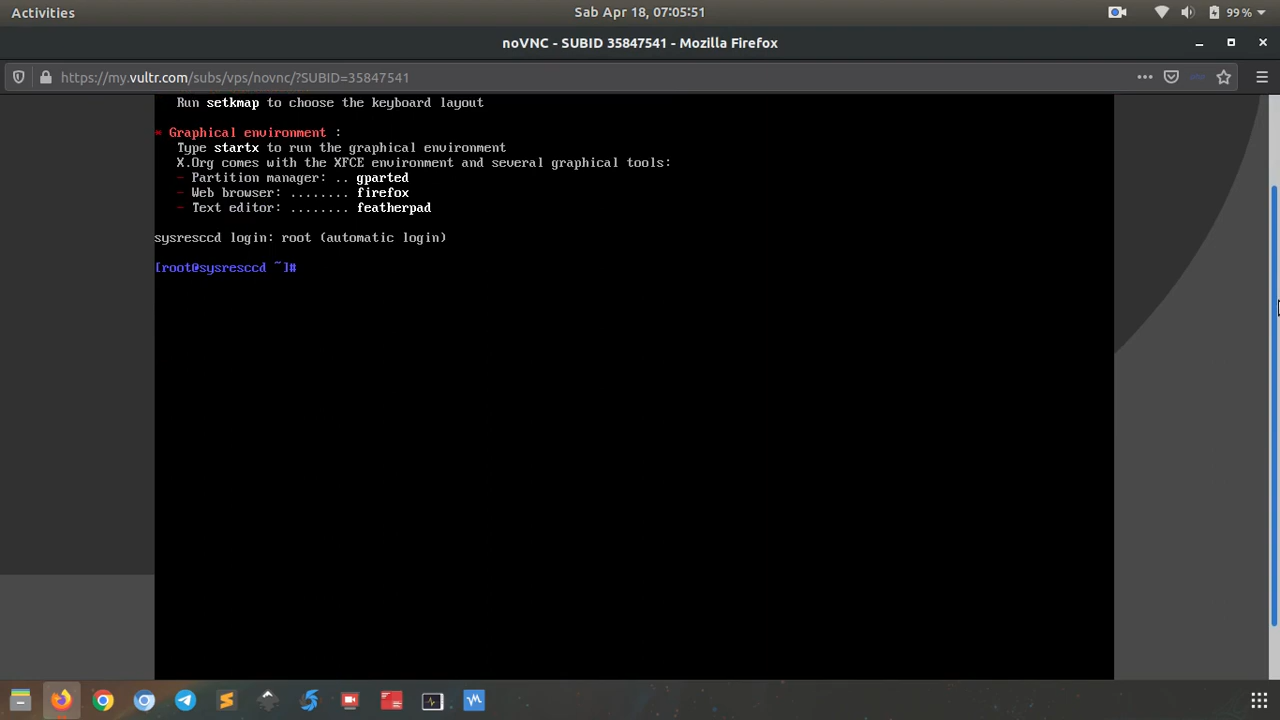 Activities
Sab Apr 18, 07:05:51
99 %
noVNC - SUBID 35847541 - Mozilla Firefox
https://my.vultr.com/subs/vps/novnc/?SUBID=35847541
Run setkmap to choose the keyboard layout
* Graphical environment :
Type startx to run the graphical environment
X.Org comes with the XFCE environment and several graphical tools:
- Partition manager: .. gparted
- Web browser: ........ firefox
- Text editor: ........ featherpad
sysresccd login: root (automatic login)
[root@sysresccd ~]#